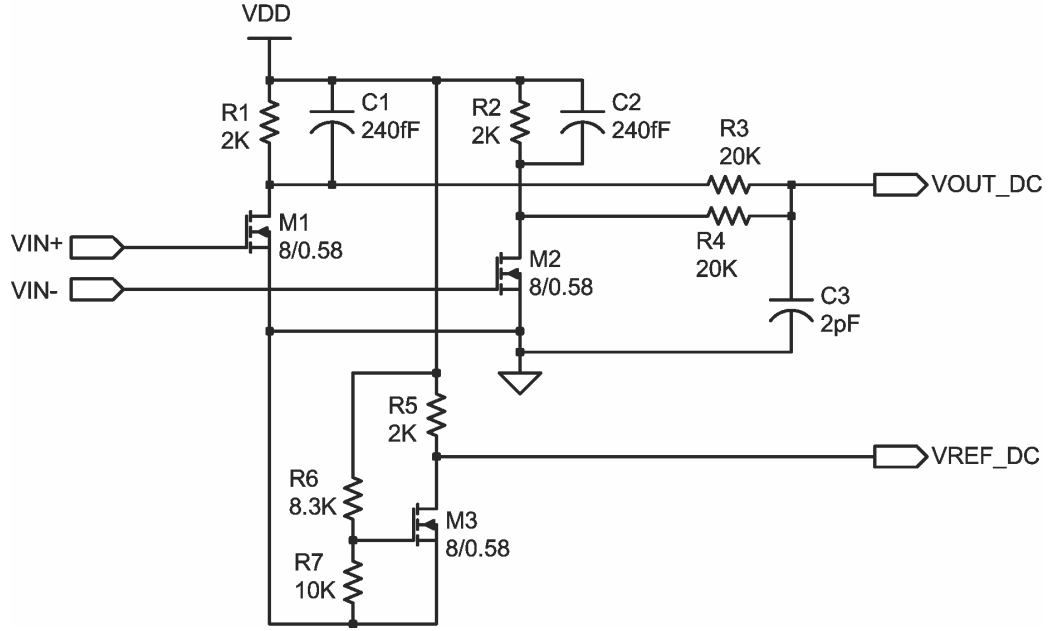 VDD
R1
2K
C1
240fF
R2
2K
C2
240fF
R3
20K
VOUT_DC
R4
20K
VIN+
M1
8/0.58
VIN-
M2
8/0.58
C3
2pF
R5
2K
VREF_DC
R6
8.3K
M3
8/0.58
R7
10K